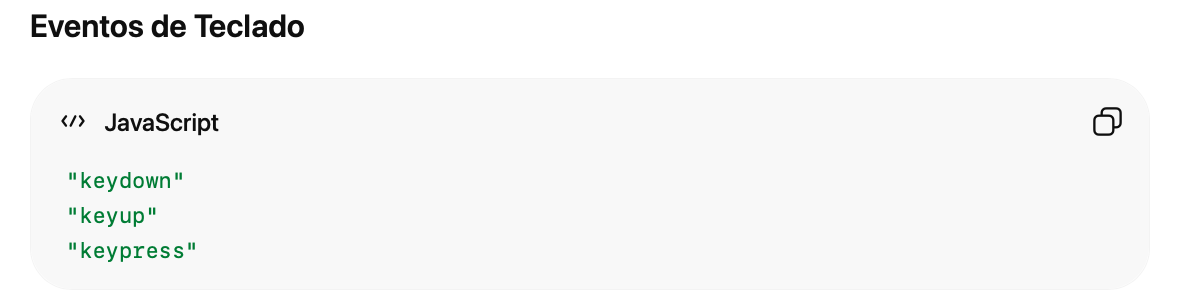 Eventos de Teclado
JavaScript
"keydown"
"keyup"
"keypress"